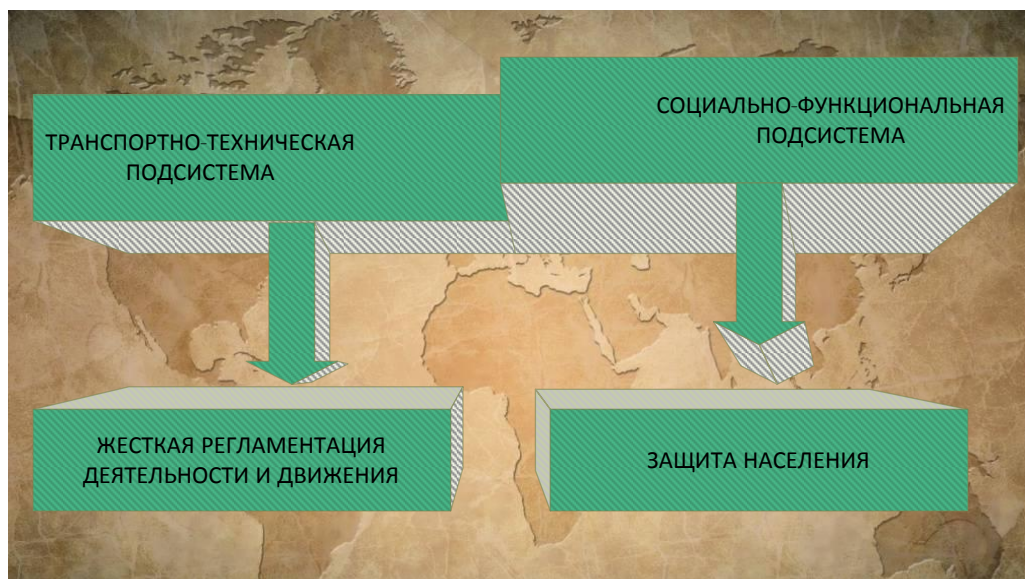 ТРАНСПОРТНО-ТЕХНИЧЕСКАЯ
ПОДСИСТЕМА
СОЦИАЛЬНО-ФУНКЦИОНАЛЬНАЯ
ПОДСИСТЕМА
ЖЕСТКАЯ РЕГЛАМЕНТАЦИЯ
ДЕЯТЕЛЬНОСТИ И ДВИЖЕНИЯ
ЗАЩИТА НАСЕЛЕНИЯ